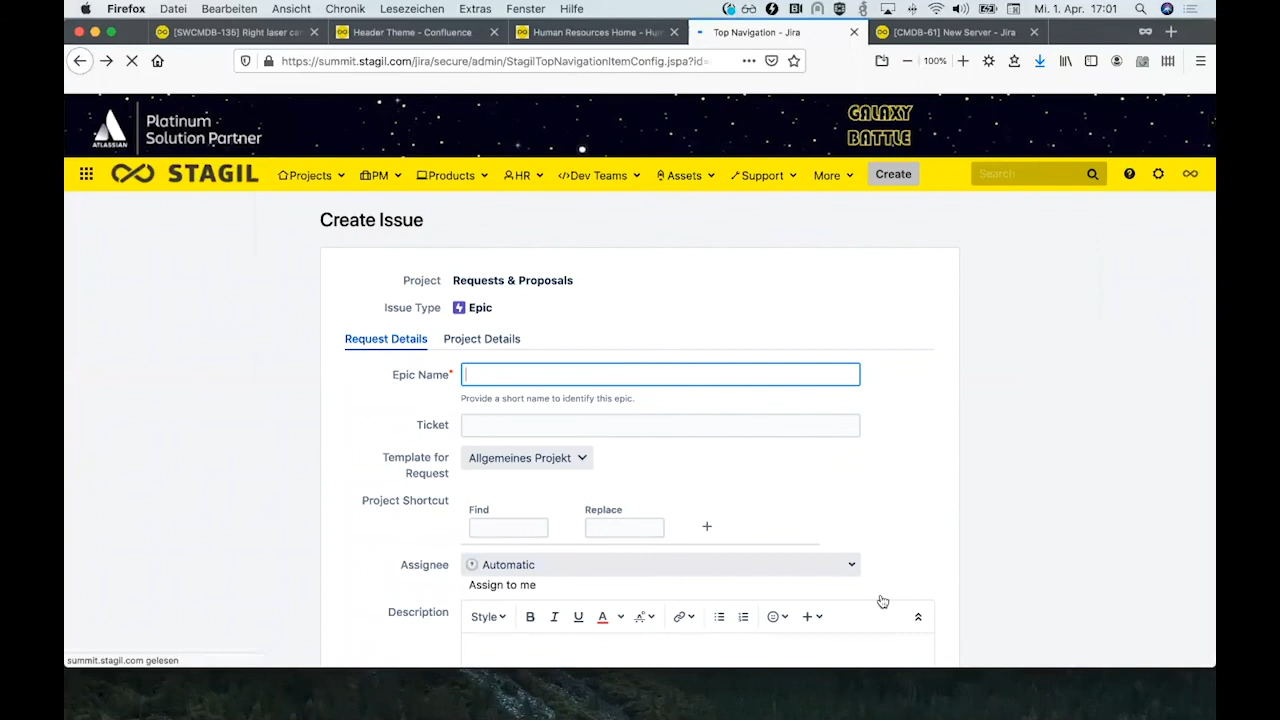 Firefox Datei Bearbeiten Ansicht Chronik Lesezeichen Extras Fenster Hilfe Mi. 1. Apr. 17:01
[SWCMDB-135] Right laser can Header Theme - Confluence Human Resources Home - Hum Top Navigation - Jira [CMDB-61] New Server - Jira
https://summit.stagil.com/jira/secure/admin/StagilTopNavigationItemConfig.jspa?id= 100%
ATLASSIAN
Platinum
Solution Partner
GALAXY
BATTLE
STAGIL Projects PM Products HR </>Dev Teams Assets Support More Create Search
Create Issue
Project Requests & Proposals
Issue Type Epic
Request Details Project Details
Epic Name*
Provide a short name to identify this epic.
Ticket
Template for
Request
Allgemeines Projekt
Project Shortcut
Find Replace
+
Assignee Automatic
Assign to me
Description Style B I U A
summit.stagil.com gelesen